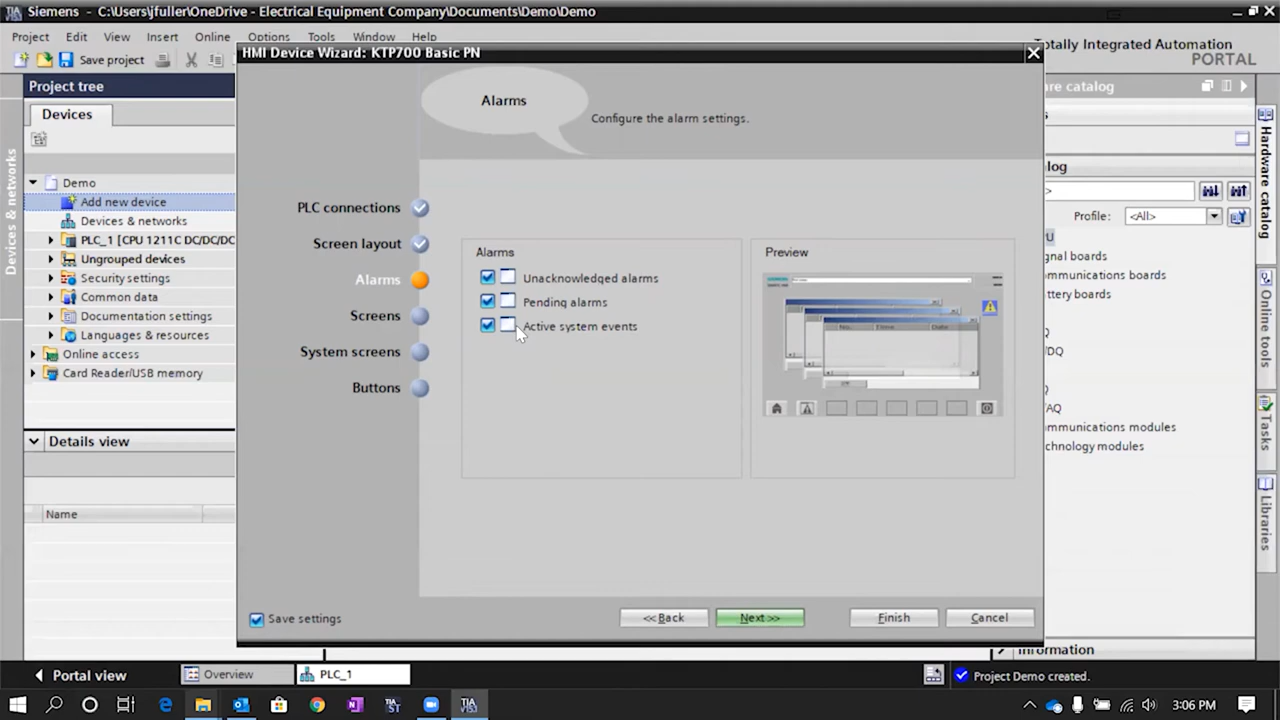 Siemens - C:\Users\jfuller\OneDrive - Electrical Equipment Company\Documents\Demo\Demo
Project Edit View Insert Online Options Tools Window Help
Save project
Totally Integrated Automation
PORTAL
HMI Device Wizard: KTP700 Basic PN
Project tree
Devices
Devices & networks
Demo
Add new device
Devices & networks
PLC_1 [CPU 1211C DC/DC/DC
Ungrouped devices
Security settings
Common data
Documentation settings
Languages & resources
Online access
Card Reader/USB memory
Details view
Name
Alarms
Configure the alarm settings.
PLC connections
Screen layout
Alarms
Screens
System screens
Buttons
Alarms
Unacknowledged alarms
Pending alarms
Active system events
Preview
SIEMENS
Save settings
<<Back
Next>>
Finish
Cancel
are catalog
s
log
>
Profile: <All>
U
gnal boards
mmunications boards
ttery boards
/DQ
AQ
mmunications modules
chnology modules
Information
Hardware catalog
Online tools
Tasks
Libraries
Portal view
Overview
PLC_1
Project Demo created.
3:06 PM